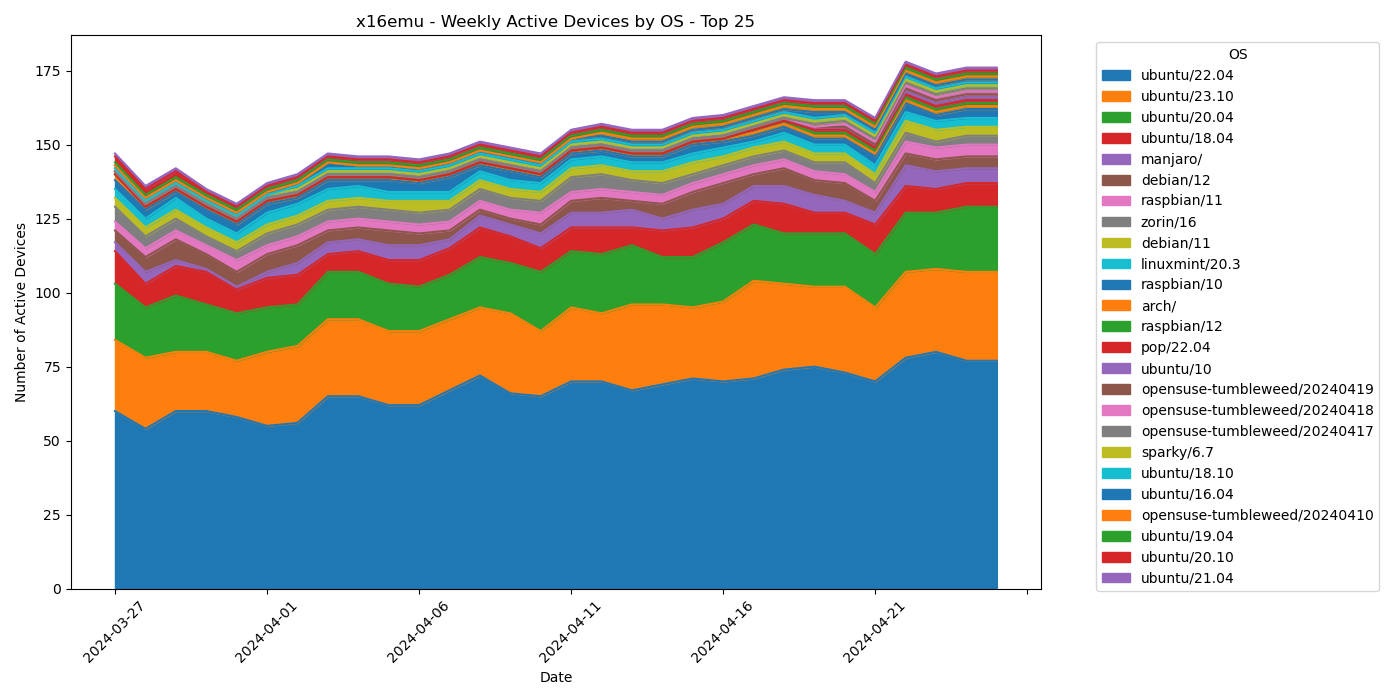 x16emu - Weekly Active Devices by OS - Top 25
Number of Active Devices
175
150
125
100
75
50
25
0
2024-03-27
2024-04-01
2024-04-06
2024-04-11
2024-04-16
2024-04-21
Date
OS
ubuntu/22.04
ubuntu/23.10
ubuntu/20.04
ubuntu/18.04
manjaro/
debian/12
raspbian/11
zorin/16
debian/11
linuxmint/20.3
raspbian/10
arch/
raspbian/12
pop/22.04
ubuntu/10
opensuse-tumbleweed/20240419
opensuse-tumbleweed/20240418
opensuse-tumbleweed/20240417
sparky/6.7
ubuntu/18.10
ubuntu/16.04
opensuse-tumbleweed/20240410
ubuntu/19.04
ubuntu/20.10
ubuntu/21.04